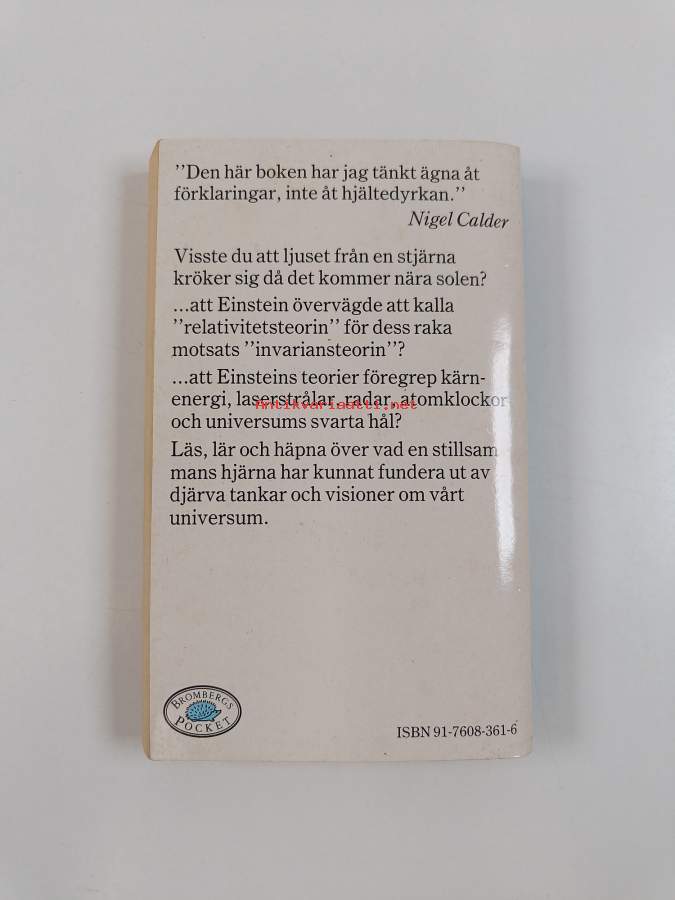 "Den här boken har jag tänkt ägna åt
förklaringar, inte åt hjältedyrkan."
Nigel Calder
Visste du att ljuset från en stjärna
kröker sig då det kommer nära solen?
...att Einstein övervägde att kalla
"relativitetsteorin" för dess raka
motsats "invariansteorin"?
...att Einsteins teorier föregrep kärn-
energi, laserstrålar, radar, atomklockor
Antikvariaatti.net
och universums svarta hål?
Läs, lär och häpna över vad en stillsam
mans hjärna har kunnat fundera ut av
djärva tankar och visioner om vårt
universum.
BROMBERGS
POCKET
ISBN 91-7608-361-6